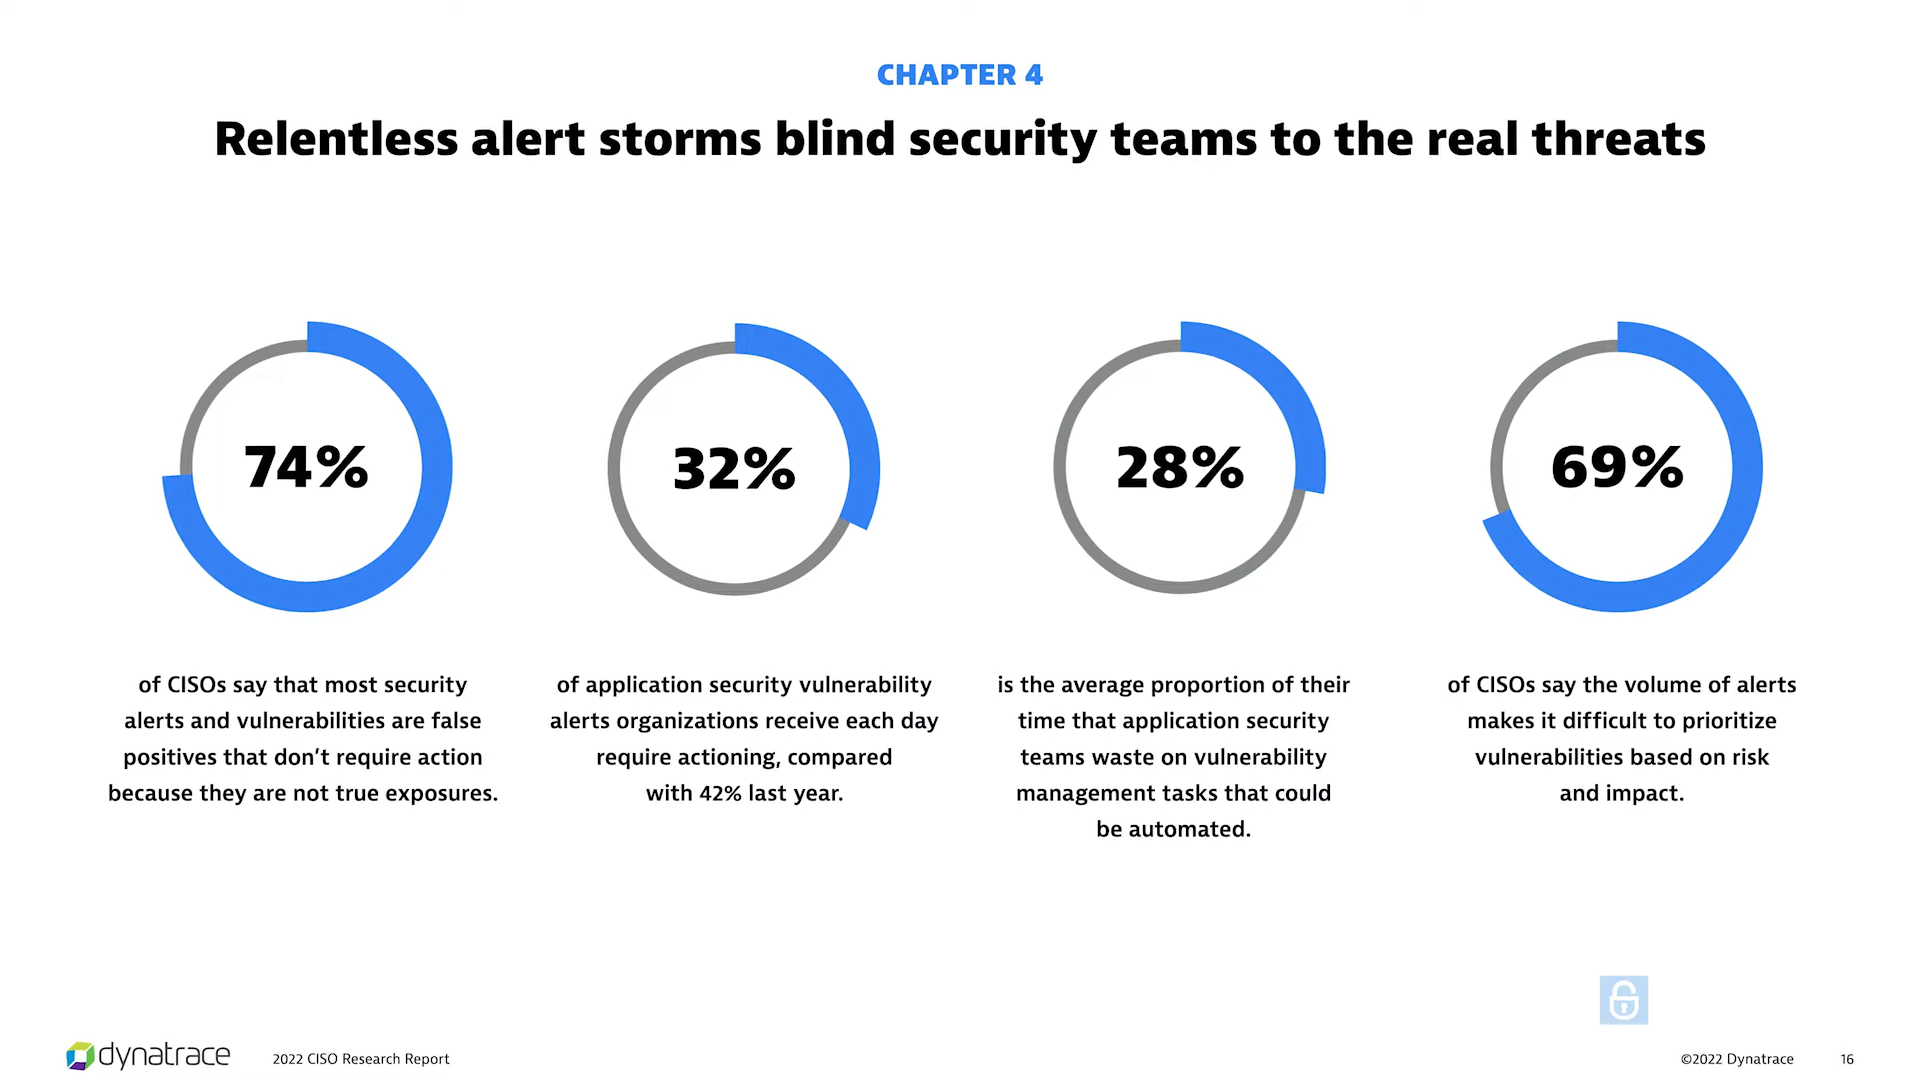 CHAPTER 4
Relentless alert storms blind security teams to the real threats
74%
of CISOs say that most security
alerts and vulnerabilities are false
positives that don’t require action
because they are not true exposures.
32%
of application security vulnerability
alerts organizations receive each day
require actioning, compared
with 42% last year.
28%
is the average proportion of their
time that application security
teams waste on vulnerability
management tasks that could
be automated.
69%
of CISOs say the volume of alerts
makes it difficult to prioritize
vulnerabilities based on risk
and impact.
dynatrace
2022 CISO Research Report
©2022 Dynatrace
16